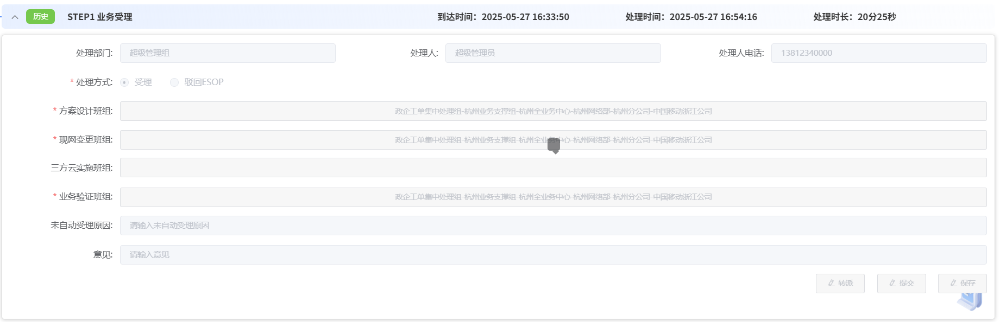 历史 STEP1 业务受理 到达时间：2025-05-27 16:33:50 处理时间：2025-05-27 16:54:16 处理时长：20分25秒
处理部门: 超级管理组 处理人: 超级管理员 处理人电话: 13812340000
* 处理方式: 受理 驳回ESOP
* 方案设计班组: 政企工单集中处理组-杭州业务支撑组-杭州全业务中心-杭州网络部-杭州分公司-中国移动浙江公司
* 现网变更班组: 政企工单集中处理组-杭州业务支撑组-杭州全业务中心-杭州网络部-杭州分公司-中国移动浙江公司
三方云实施班组:
* 业务验证班组: 政企工单集中处理组-杭州业务支撑组-杭州全业务中心-杭州网络部-杭州分公司-中国移动浙江公司
未自动受理原因: 请输入未自动受理原因
意见: 请输入意见
转派 提交 保存